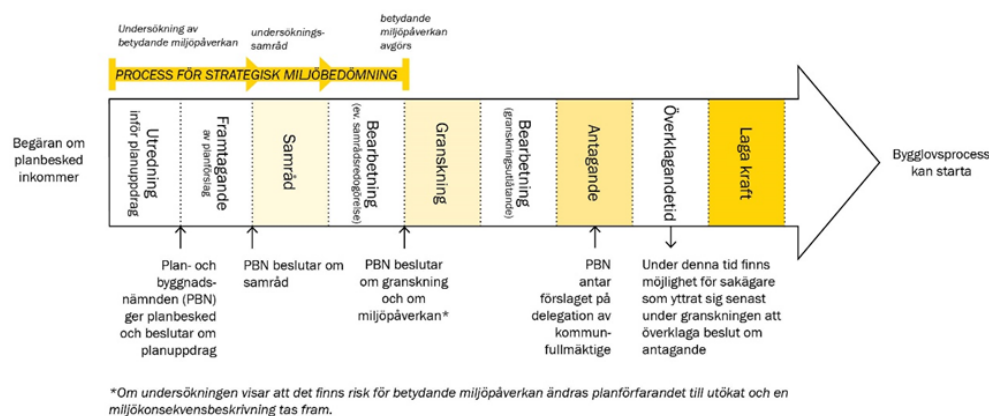 Undersökning av
betydande miljöpåverkan
undersöknings-
samråd
betydande
miljöpåverkan
avgörs
PROCESS FÖR STRATEGISK MILJÖBEDÖMNING
Begäran om
planbesked
inkommer
Utredning
inför planuppdrag
Framtagande
av planförslag
Samråd
Bearbetning
(ev. samrådsredogörelse)
Granskning
Bearbetning
(granskningsutlåtande)
Antagande
Överklagandetid
Laga kraft
Bygglovsprocess
kan starta
Plan- och
byggnads-
nämnden (PBN)
ger planbesked
och beslutar om
planuppdrag
PBN beslutar om
samråd
PBN beslutar
om granskning
och om
miljöpåverkan*
PBN
antar
förslaget på
delegation av
kommun-
fullmäktige
Under denna tid finns
möjlighet för sakägare
som yttrat sig senast
under granskningen att
överklaga beslut om
antagande
*Om undersökningen visar att det finns risk för betydande miljöpåverkan ändras planförfarandet till utökat och en
miljökonsekvensbeskrivning tas fram.